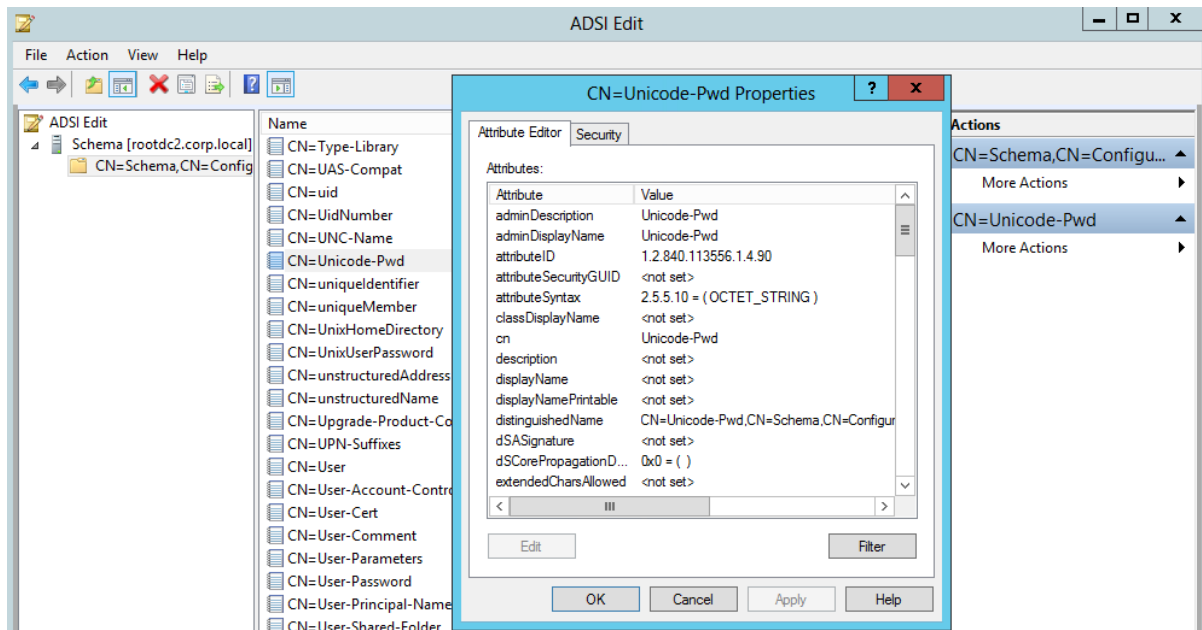 ADSI Edit
File Action View Help
ADSI Edit
Schema [rootdc2.corp.local]
CN=Schema,CN=Config
Name
CN=Type-Library
CN=UAS-Compat
CN=uid
CN=UidNumber
CN=UNC-Name
CN=Unicode-Pwd
CN=uniqueIdentifier
CN=uniqueMember
CN=UnixHomeDirectory
CN=UnixUserPassword
CN=unstructuredAddress
CN=unstructuredName
CN=Upgrade-Product-Co
CN=UPN-Suffixes
CN=User
CN=User-Account-Contro
CN=User-Cert
CN=User-Comment
CN=User-Parameters
CN=User-Password
CN=User-Principal-Name
CN=User-Shared-Folder
CN=Unicode-Pwd Properties
Attribute Editor Security
Attributes:
Attribute Value
adminDescription Unicode-Pwd
adminDisplayName Unicode-Pwd
attributeID 1.2.840.113556.1.4.90
attributeSecurityGUID <not set>
attributeSyntax 2.5.5.10 = ( OCTET_STRING )
classDisplayName <not set>
cn Unicode-Pwd
description <not set>
displayName <not set>
displayNamePrintable <not set>
distinguishedName CN=Unicode-Pwd,CN=Schema,CN=Configur
dSASignature <not set>
dSCorePropagationD... 0x0 = ( )
extendedCharsAllowed <not set>
Edit Filter
OK Cancel Apply Help
Actions
CN=Schema,CN=Configu...
More Actions
CN=Unicode-Pwd
More Actions